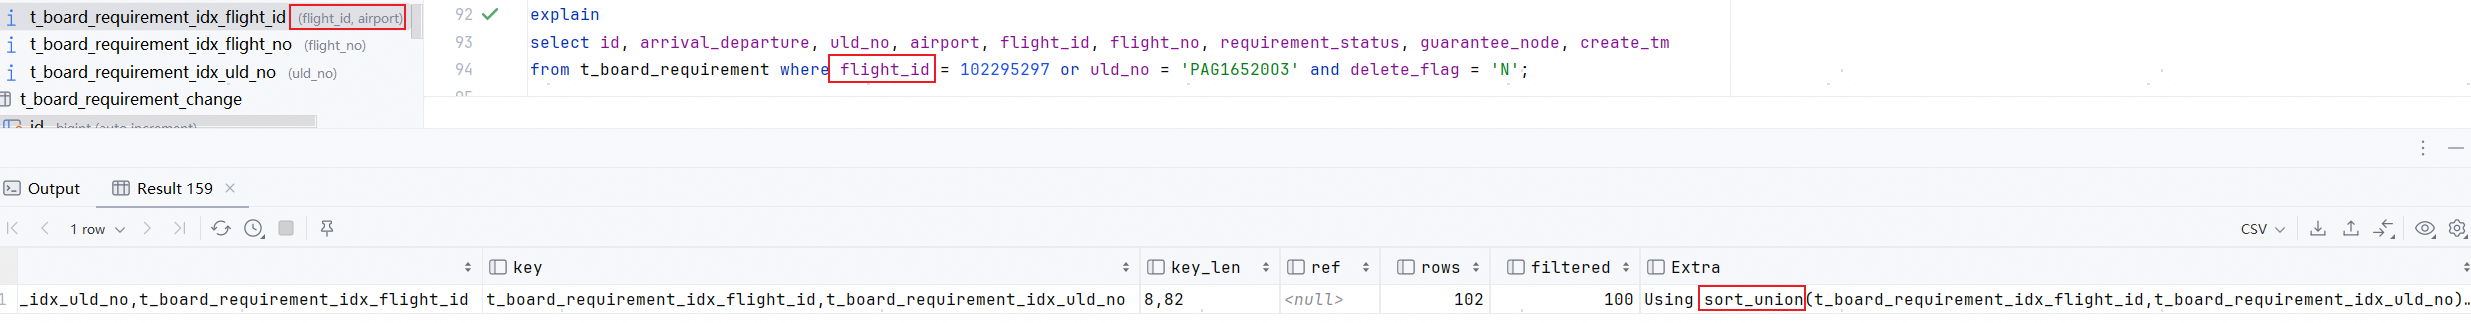 t_board_requirement_idx_flight_id (flight_id, airport)
t_board_requirement_idx_flight_no (flight_no)
t_board_requirement_idx_uld_no (uld_no)
t_board_requirement_change
id bigint (auto increment)
92 explain
93 select id, arrival_departure, uld_no, airport, flight_id, flight_no, requirement_status, guarantee_node, create_tm
94 from t_board_requirement where flight_id = 102295297 or uld_no = 'PAG16520O3' and delete_flag = 'N';
95
Output Result 159
1 row CSV
key key_len ref rows filtered Extra
1 _idx_uld_no,t_board_requirement_idx_flight_id t_board_requirement_idx_flight_id,t_board_requirement_idx_uld_no 8,82 <null> 102 100 Using sort_union(t_board_requirement_idx_flight_id,t_board_requirement_idx_uld_no)…